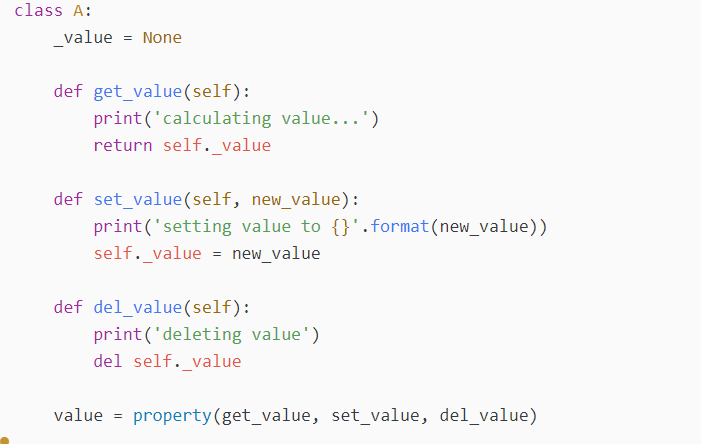 class A:
    _value = None

    def get_value(self):
        print('calculating value...')
        return self._value

    def set_value(self, new_value):
        print('setting value to {}'.format(new_value))
        self._value = new_value

    def del_value(self):
        print('deleting value')
        del self._value

    value = property(get_value, set_value, del_value)